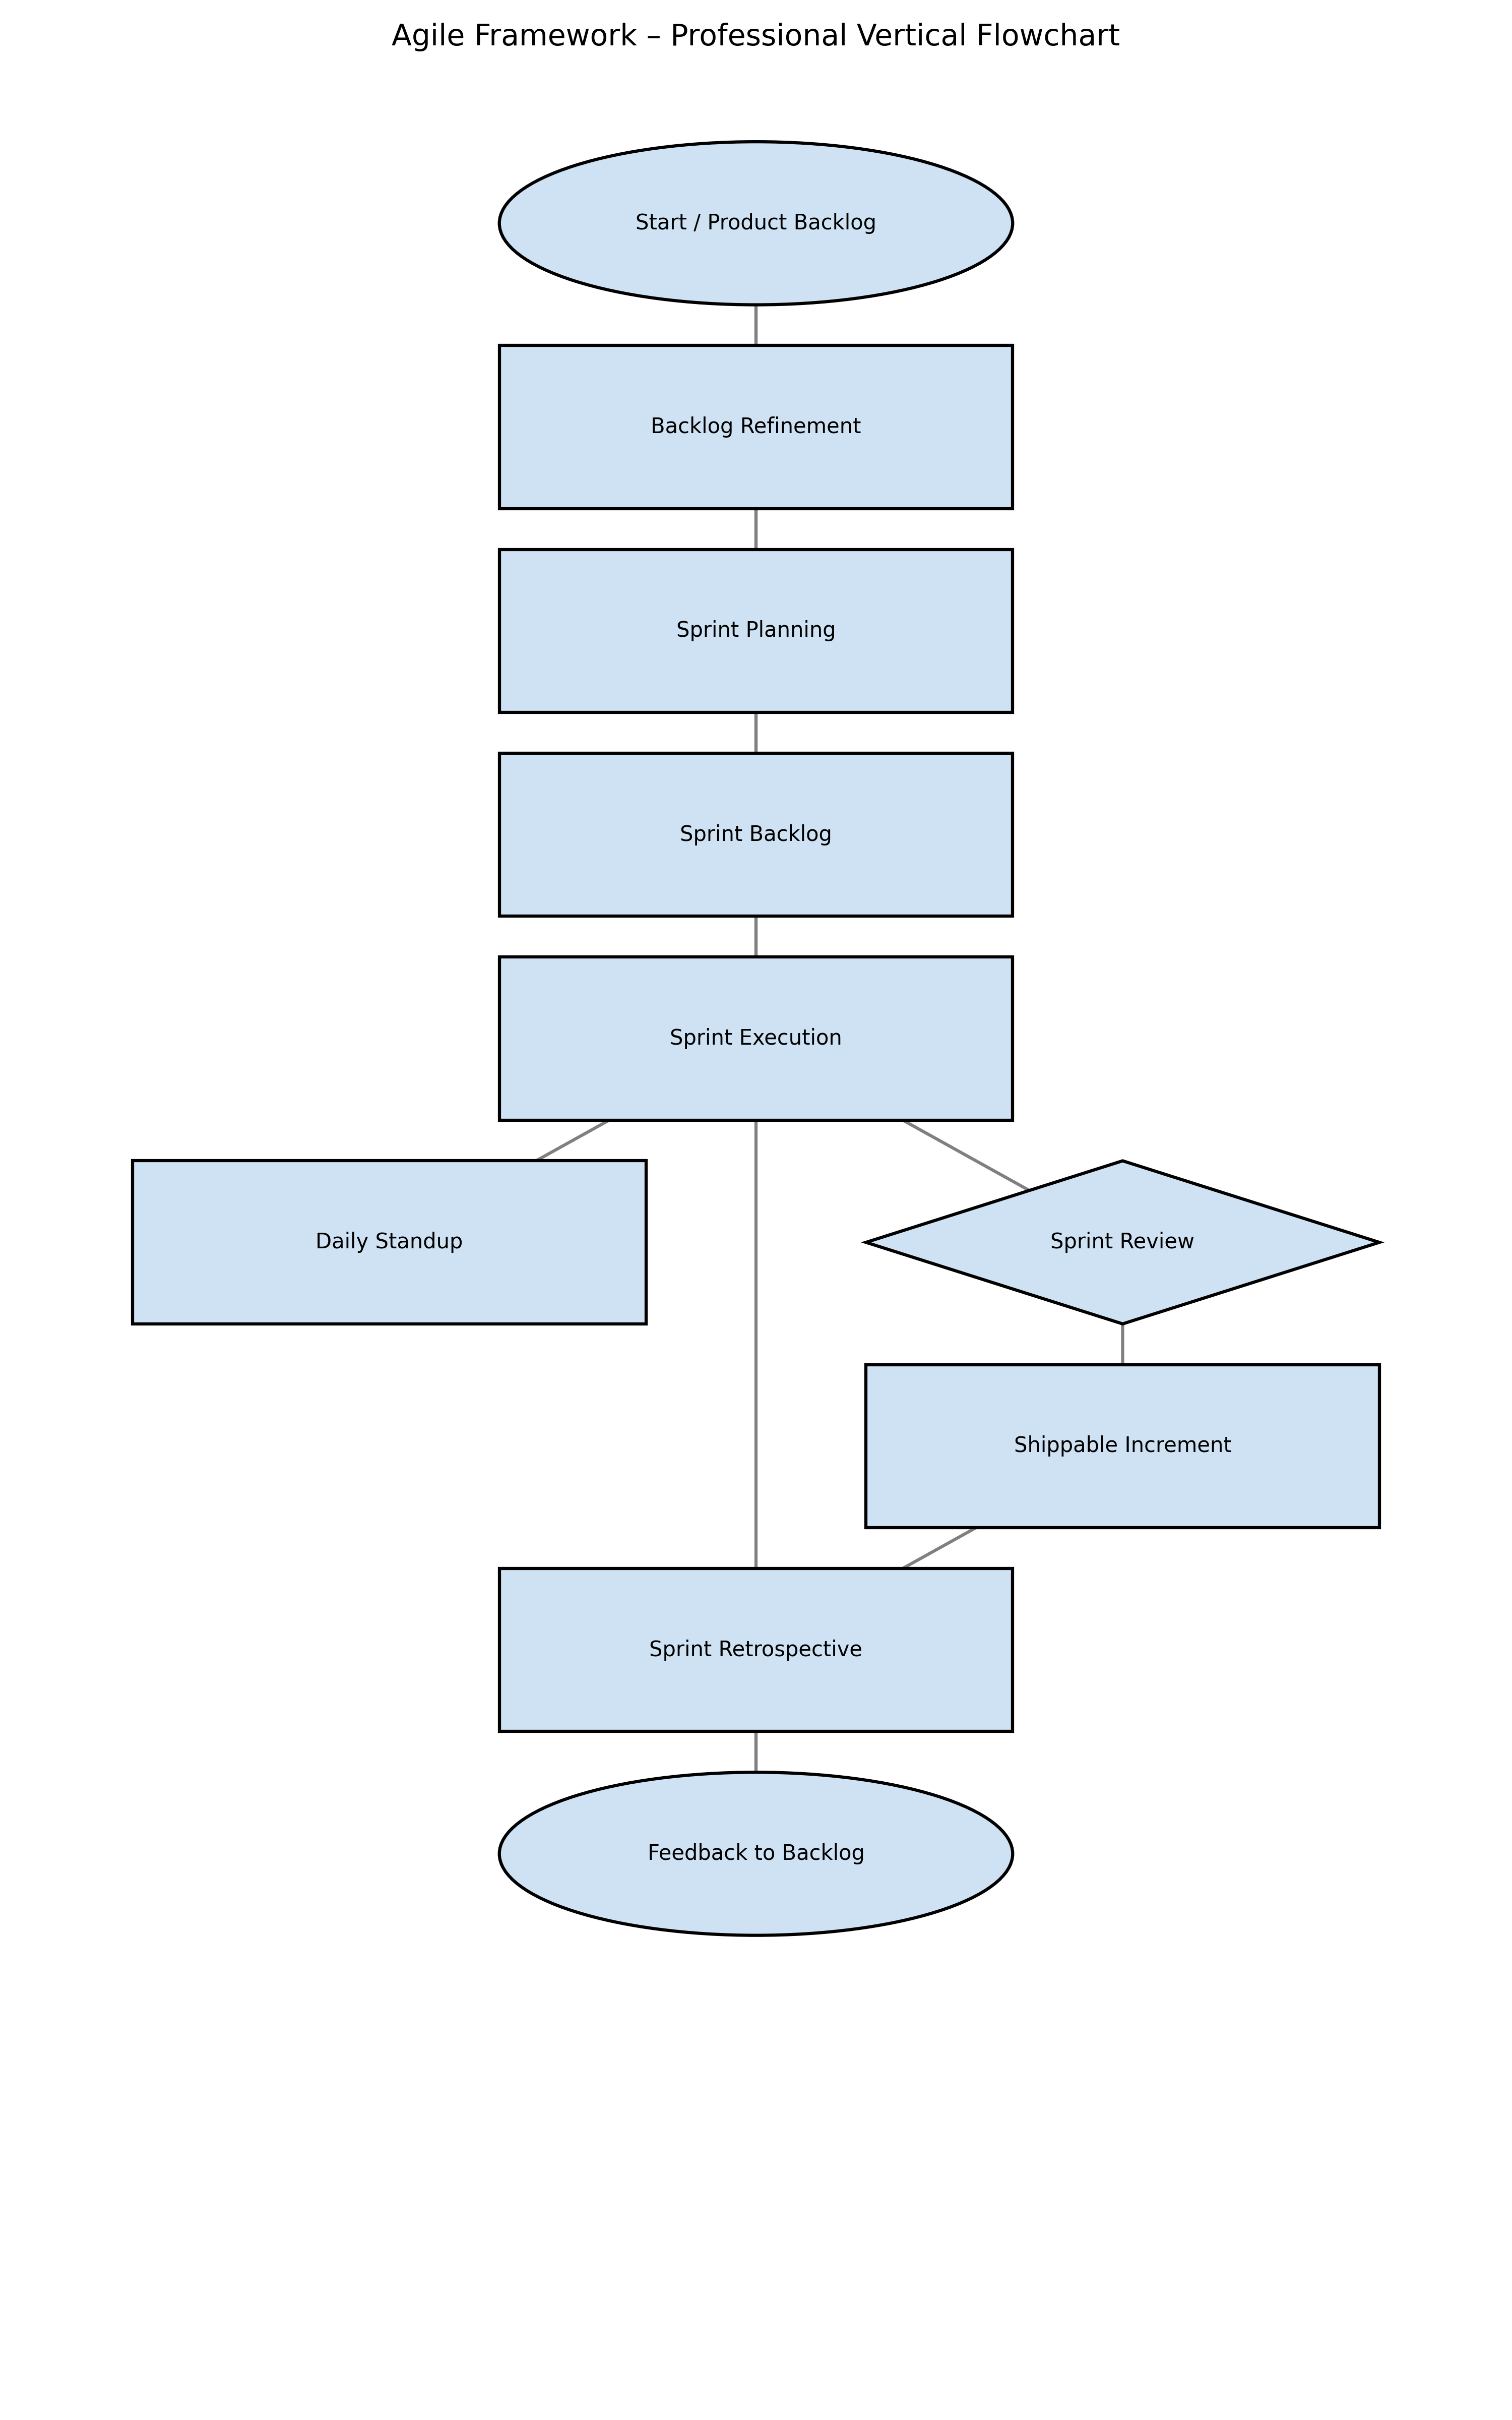 Agile Framework – Professional Vertical Flowchart
Start / Product Backlog
Backlog Refinement
Sprint Planning
Sprint Backlog
Sprint Execution
Daily Standup
Sprint Review
Shippable Increment
Sprint Retrospective
Feedback to Backlog